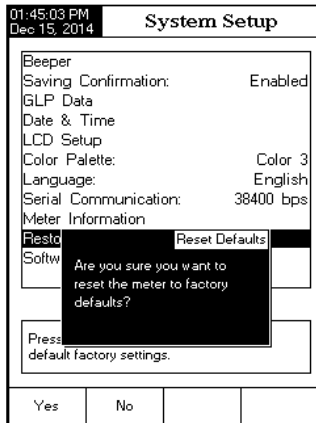 01:45:03 PM
Dec 15, 2014
System Setup
Beeper
Saving Confirmation: Enabled
GLP Data
Date & Time
LCD Setup
Color Palette: Color 3
Language: English
Serial Communication: 38400 bps
Meter Information
Resto
Reset Defaults
Softw
Are you sure you want to
reset the meter to factory
defaults?
Press
default factory settings.
Yes No